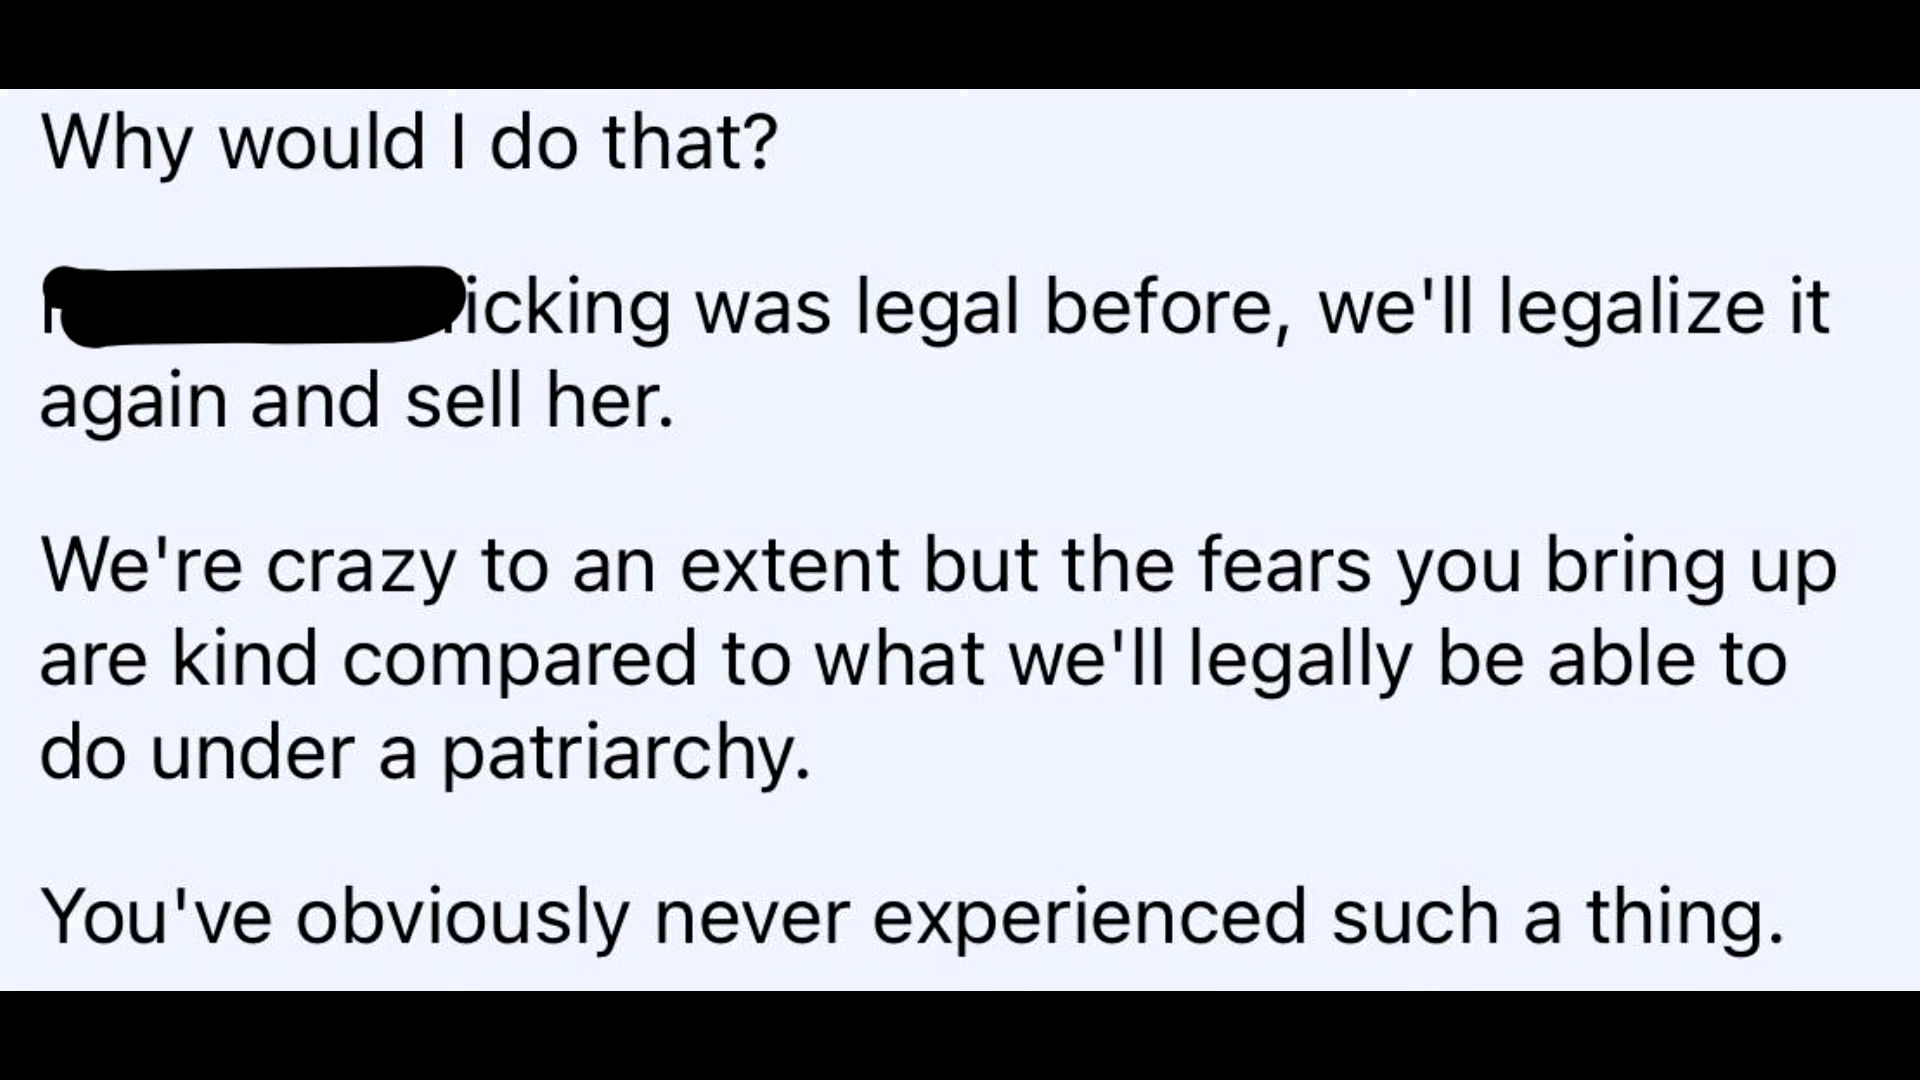 Why would I do that?
icking was legal before, we'll legalize it
again and sell her.
We're crazy to an extent but the fears you bring up
are kind compared to what we'll legally be able to
do under a patriarchy.
You've obviously never experienced such a thing.